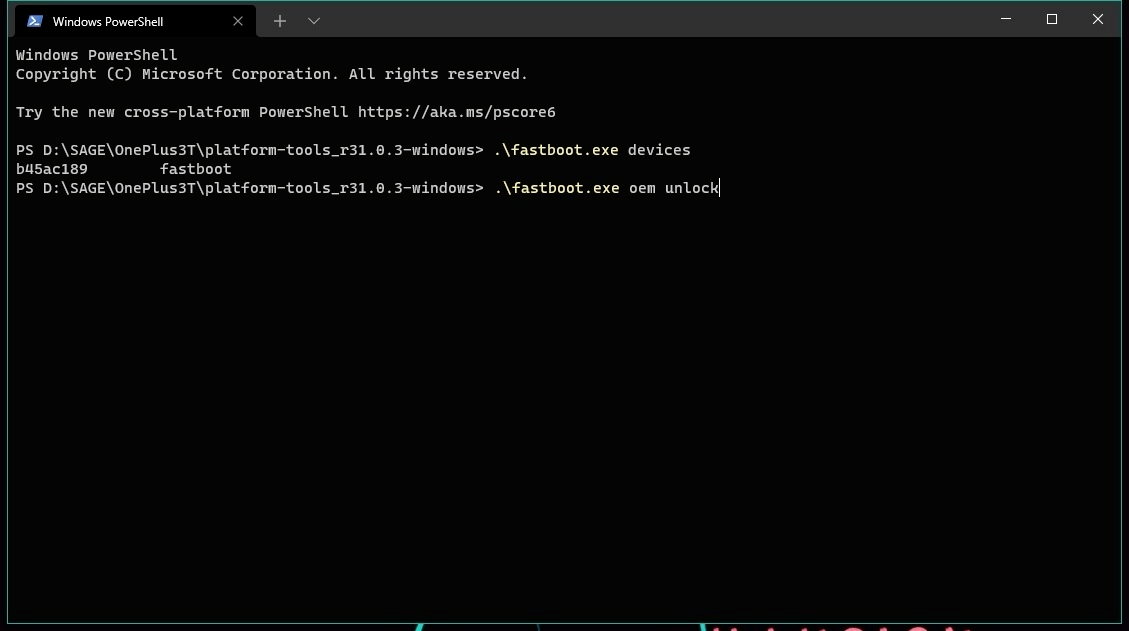 Windows PowerShell
Windows PowerShell
Copyright (C) Microsoft Corporation. All rights reserved.
Try the new cross-platform PowerShell https://aka.ms/pscore6
PS D:\SAGE\OnePlus3T\platform-tools_r31.0.3-windows> .\fastboot.exe devices
b45ac189        fastboot
PS D:\SAGE\OnePlus3T\platform-tools_r31.0.3-windows> .\fastboot.exe oem unlock